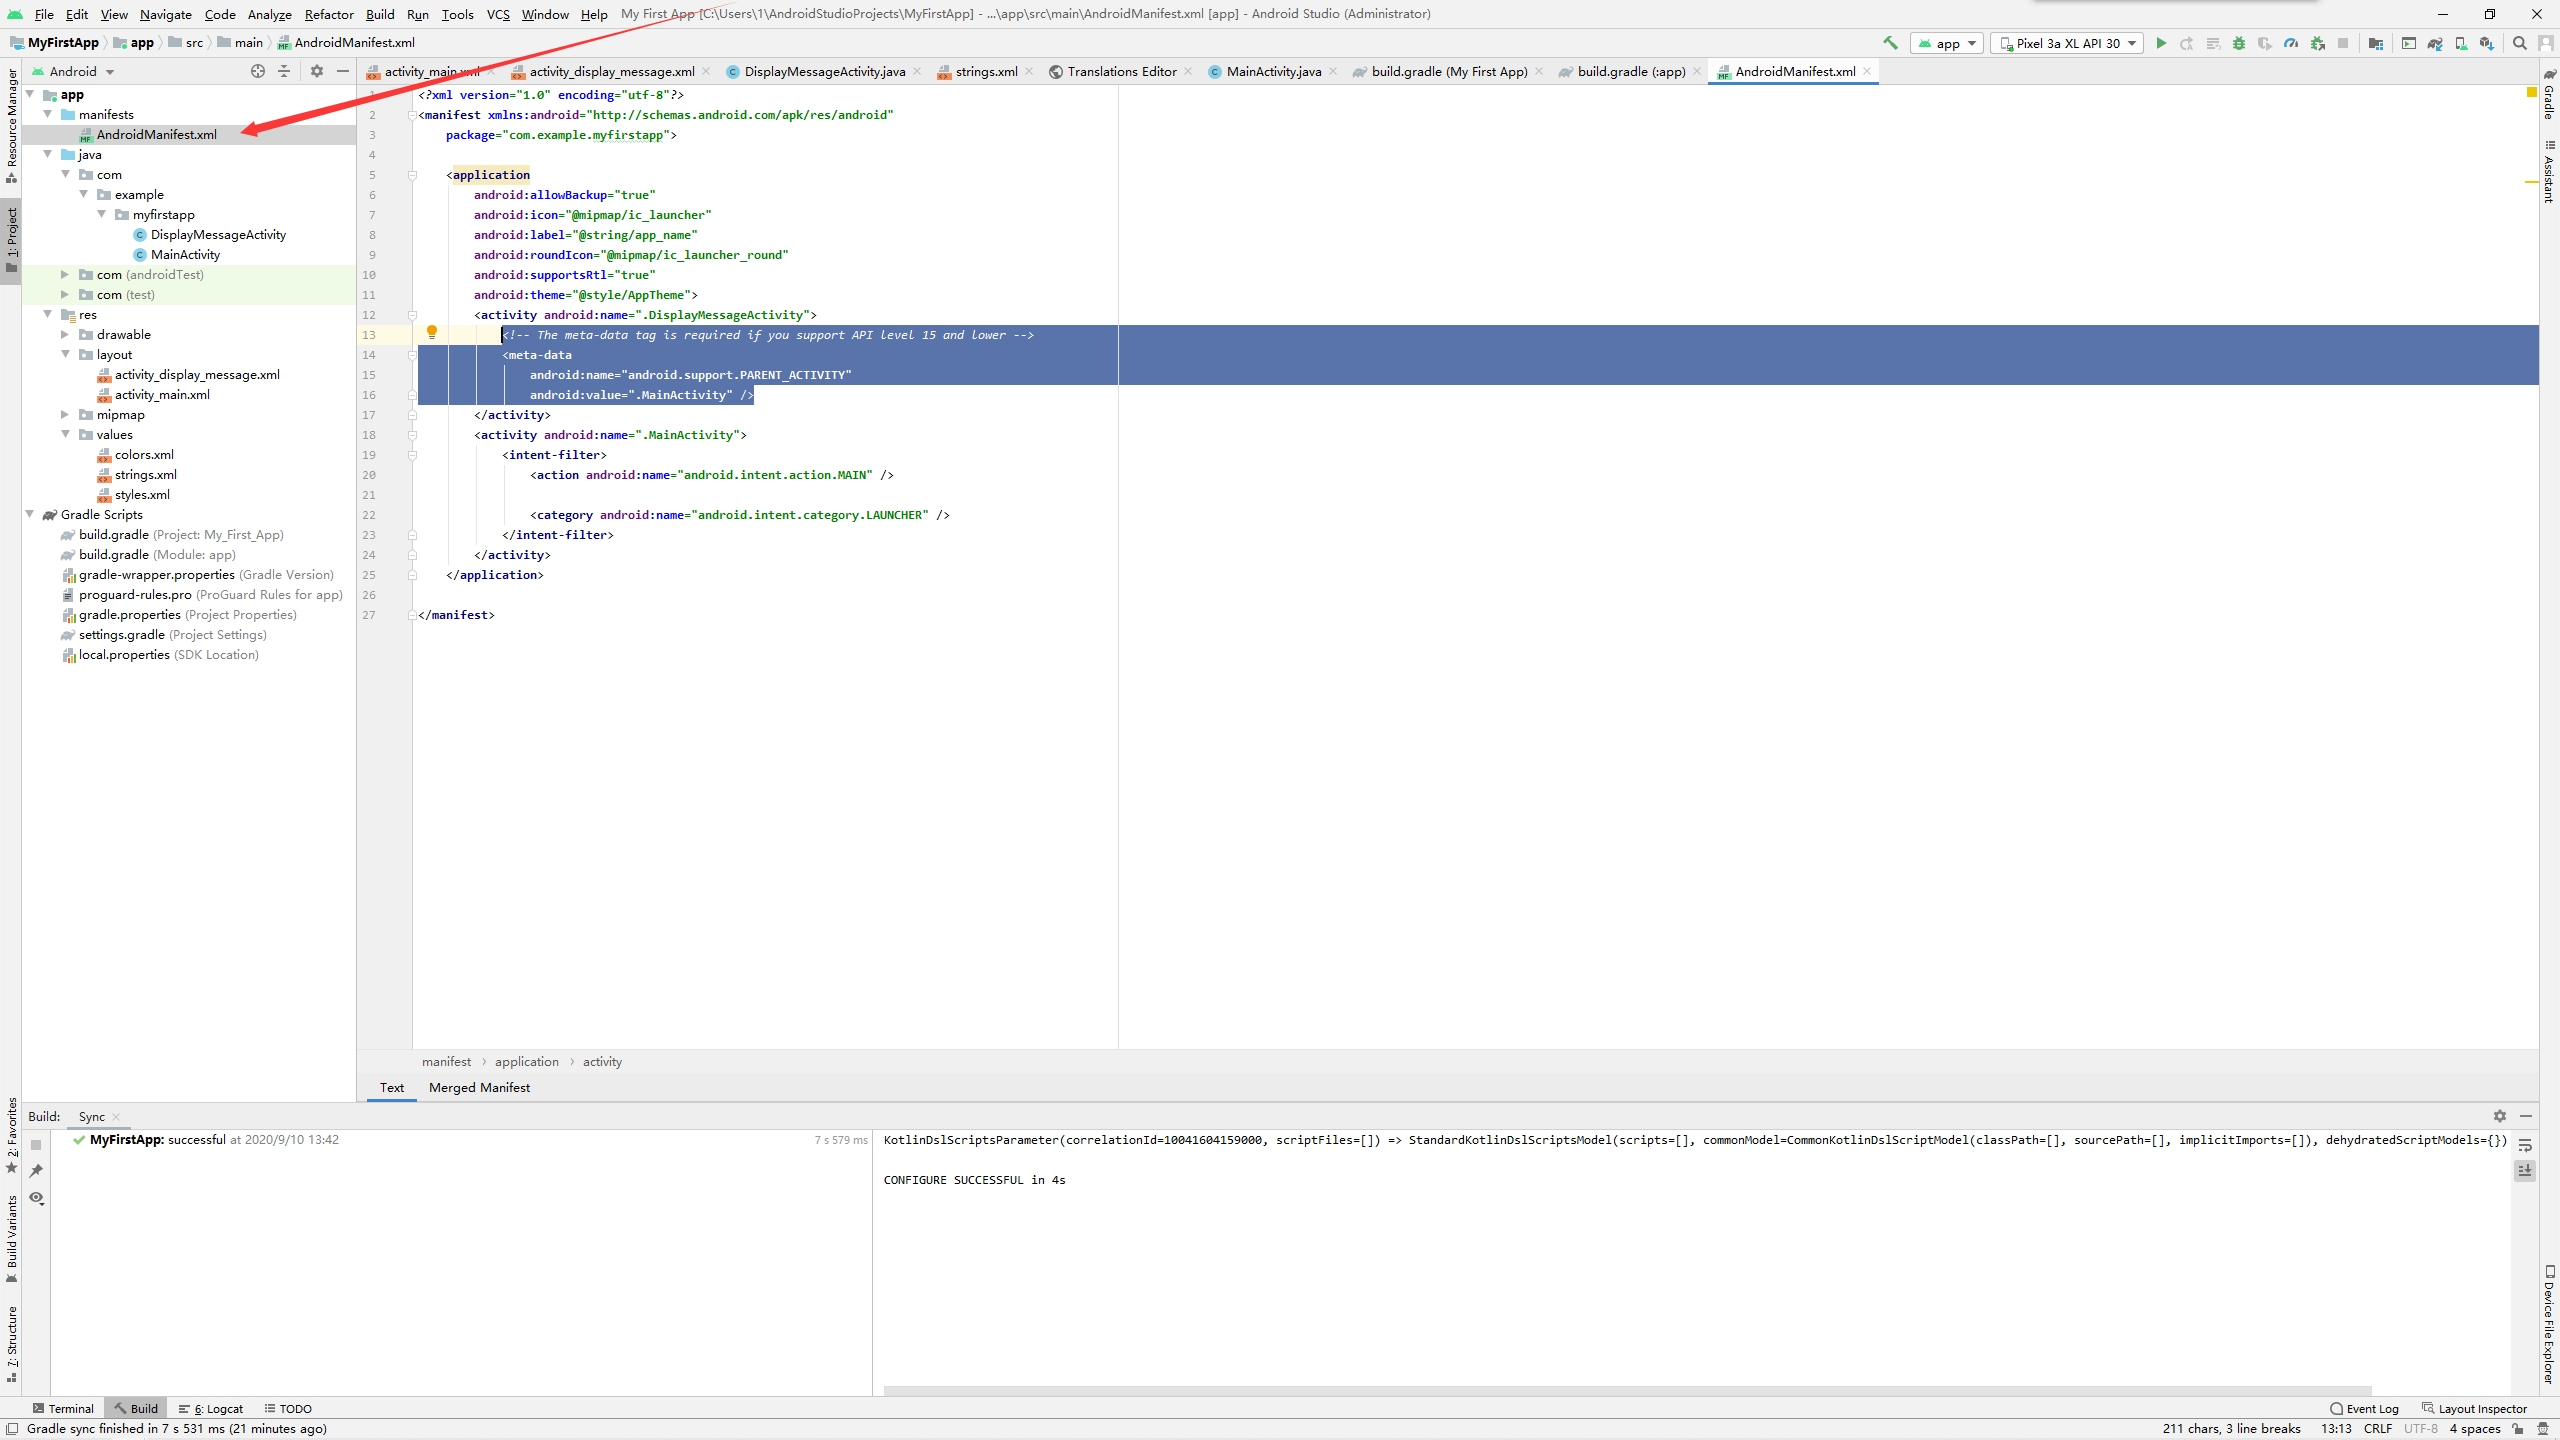 File Edit View Navigate Code Analyze Refactor Build Run Tools VCS Window Help My First App [C:\Users\1\AndroidStudioProjects\MyFirstApp] - ...\app\src\main\AndroidManifest.xml [app] - Android Studio (Administrator)
MyFirstApp app src main AndroidManifest.xml app Pixel 3a XL API 30
Android
activity_main.xml activity_display_message.xml DisplayMessageActivity.java strings.xml Translations Editor MainActivity.java build.gradle (My First App) build.gradle (:app) AndroidManifest.xml
Resource Manager
1: Project
2: Favorites
Build Variants
7: Structure
app
manifests
AndroidManifest.xml
java
com
example
myfirstapp
DisplayMessageActivity
MainActivity
com (androidTest)
com (test)
res
drawable
layout
activity_display_message.xml
activity_main.xml
mipmap
values
colors.xml
strings.xml
styles.xml
Gradle Scripts
build.gradle (Project: My_First_App)
build.gradle (Module: app)
gradle-wrapper.properties (Gradle Version)
proguard-rules.pro (ProGuard Rules for app)
gradle.properties (Project Properties)
settings.gradle (Project Settings)
local.properties (SDK Location)
1 <?xml version="1.0" encoding="utf-8"?>
2 <manifest xmlns:android="http://schemas.android.com/apk/res/android"
3 package="com.example.myfirstapp">
4
5 <application
6 android:allowBackup="true"
7 android:icon="@mipmap/ic_launcher"
8 android:label="@string/app_name"
9 android:roundIcon="@mipmap/ic_launcher_round"
10 android:supportsRtl="true"
11 android:theme="@style/AppTheme">
12 <activity android:name=".DisplayMessageActivity">
13 <!-- The meta-data tag is required if you support API level 15 and lower -->
14 <meta-data
15 android:name="android.support.PARENT_ACTIVITY"
16 android:value=".MainActivity" />
17 </activity>
18 <activity android:name=".MainActivity">
19 <intent-filter>
20 <action android:name="android.intent.action.MAIN" />
21
22 <category android:name="android.intent.category.LAUNCHER" />
23 </intent-filter>
24 </activity>
25 </application>
26
27 </manifest>
manifest application activity
Text Merged Manifest
Gradle
Assistant
Device File Explorer
Build: Sync
MyFirstApp: successful at 2020/9/10 13:42 7 s 579 ms
KotlinDslScriptsParameter(correlationId=10041604159000, scriptFiles=[]) => StandardKotlinDslScriptsModel(scripts=[], commonModel=CommonKotlinDslScriptModel(classPath=[], sourcePath=[], implicitImports=[]), dehydratedScriptModels={})
CONFIGURE SUCCESSFUL in 4s
Terminal Build 6: Logcat TODO Event Log Layout Inspector
Gradle sync finished in 7 s 531 ms (21 minutes ago) 211 chars, 3 line breaks 13:13 CRLF UTF-8 4 spaces